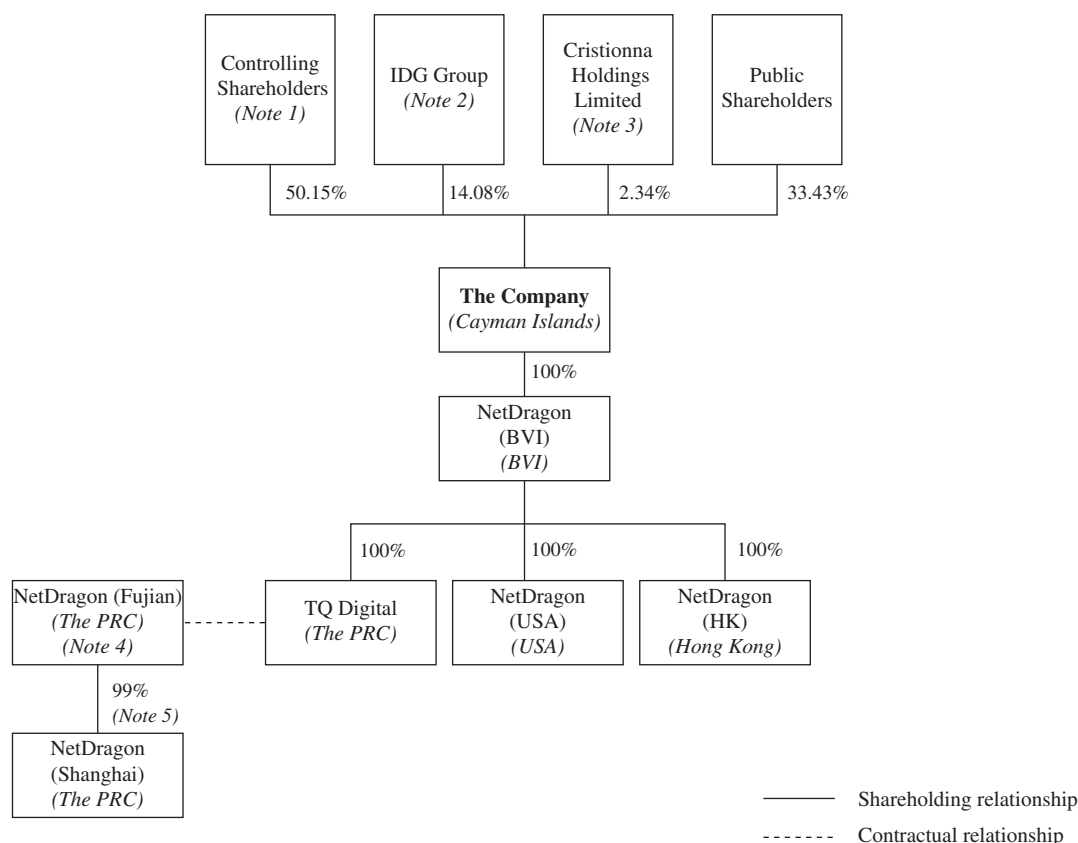 Controlling
Shareholders
(Note 1)
IDG Group
(Note 2)
Cristionna
Holdings
Limited
(Note 3)
Public
Shareholders
50.15%
14.08%
2.34%
33.43%
The Company
(Cayman Islands)
100%
NetDragon
(BVI)
(BVI)
100%
100%
100%
NetDragon (Fujian)
(The PRC)
(Note 4)
TQ Digital
(The PRC)
NetDragon
(USA)
(USA)
NetDragon
(HK)
(Hong Kong)
99%
(Note 5)
NetDragon
(Shanghai)
(The PRC)
Shareholding relationship
Contractual relationship